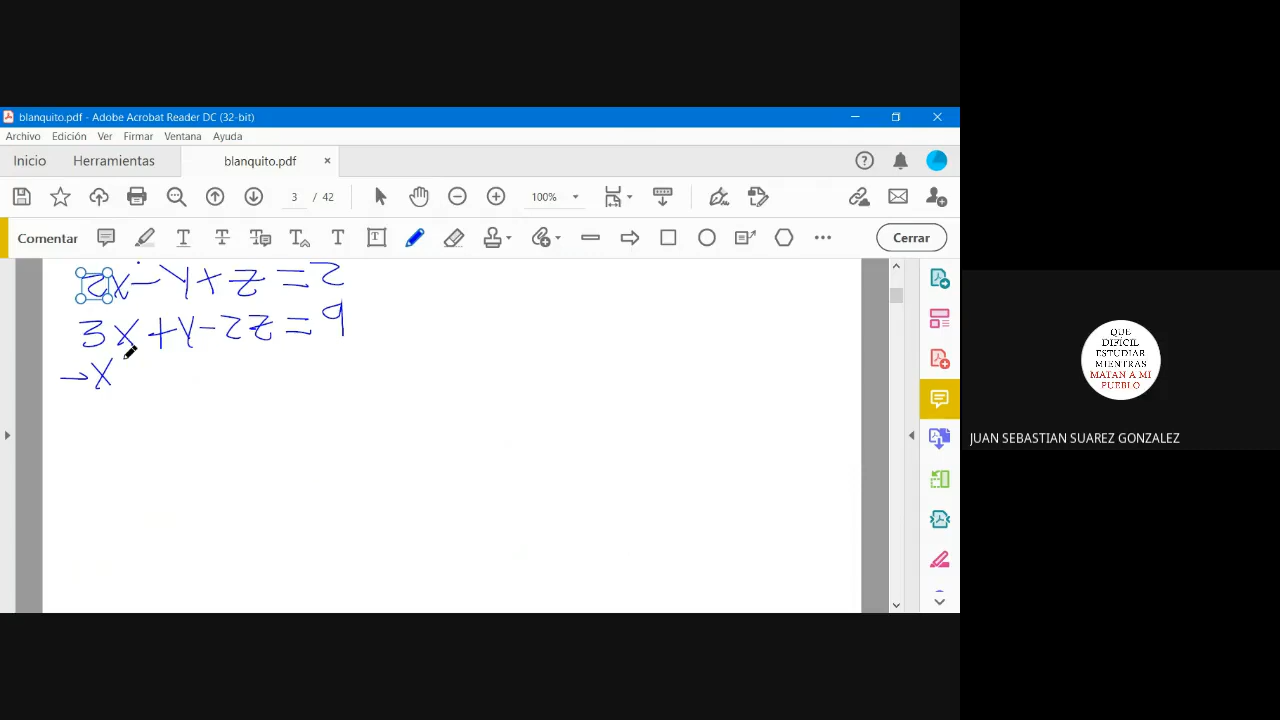 blanquito.pdf - Adobe Acrobat Reader DC (32-bit)
Archivo Edición Ver Firmar Ventana Ayuda
Inicio Herramientas blanquito.pdf ×
3 / 42 100%
Comentar Cerrar
2x-y+z=2
3x+y-2z=9
-x
QUE
DIFÍCIL
ESTUDIAR
MIENTRAS
MATAN A MI
PUEBLO
JUAN SEBASTIAN SUAREZ GONZALEZ